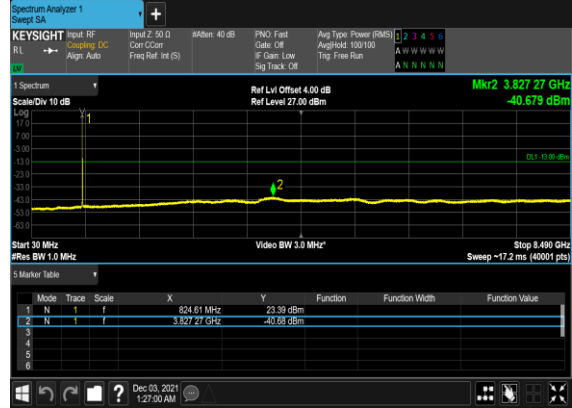 Spectrum Analyzer 1
Swept SA
KEYSIGHT
RL
Input: RF
Coupling: DC
Align: Auto
Input Z: 50 Ω
Corr CCorr
Freq Ref: Int (S)
#Atten: 40 dB
PNO: Fast
Gate: Off
IF Gain: Low
Sig Track: Off
Avg Type: Power (RMS)
Avg|Hold: 100/100
Trig: Free Run
1 2 3 4 5 6
A W W W W W
A N N N N N
1 Spectrum
Scale/Div 10 dB
Ref Lvl Offset 4.00 dB
Ref Level 27.00 dBm
Mkr2 3.827 27 GHz
-40.679 dBm
Log
17.0
7.00
-3.00
-13.0
-23.0
-33.0
-43.0
-53.0
-63.0
1
2
DL1 -13.00 dBm
Start 30 MHz
#Res BW 1.0 MHz
Video BW 3.0 MHz*
Stop 8.490 GHz
Sweep ~17.2 ms (40001 pts)
5 Marker Table
Mode Trace Scale X Y Function Function Width Function Value
1 N 1 f 824.61 MHz 23.39 dBm
2 N 1 f 3.827 27 GHz -40.68 dBm
3
4
5
6
Dec 03, 2021
1:27:00 AM